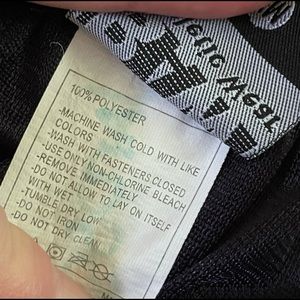 letic Wear
100% POLYESTER
-MACHINE WASH COLD WITH LIKE
COLORS
-WASH WITH FASTENERS CLOSED
-USE ONLY NON-CHLORINE BLEACH
-REMOVE IMMEDIATELY
-DO NOT ALLOW TO LAY ON ITSELF
WITH WET
-TUMBLE DRY LOW
-DO NOT IRON
-DO NOT DRY CLEAN